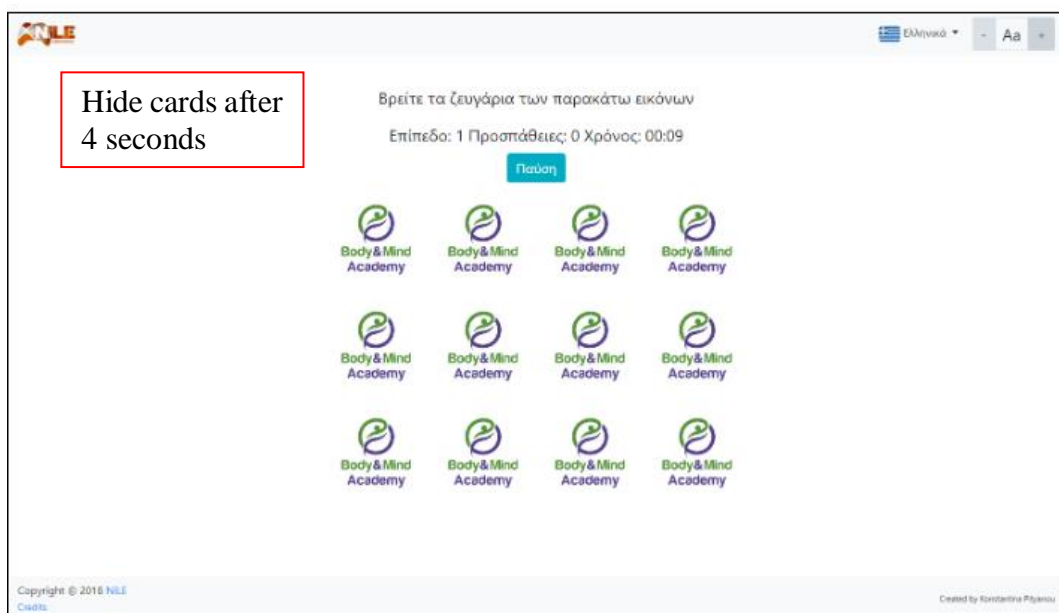 NiLE
Ελληνικά
- Aa +
Hide cards after
4 seconds
Βρείτε τα ζευγάρια των παρακάτω εικόνων
Επίπεδο: 1 Προσπάθειες: 0 Χρόνος: 00:09
Παύση
Body&Mind Academy Body&Mind Academy Body&Mind Academy Body&Mind Academy
Body&Mind Academy Body&Mind Academy Body&Mind Academy Body&Mind Academy
Body&Mind Academy Body&Mind Academy Body&Mind Academy Body&Mind Academy
Copyright © 2018 NiLE
Credits
Created by Konstantina Pityanou